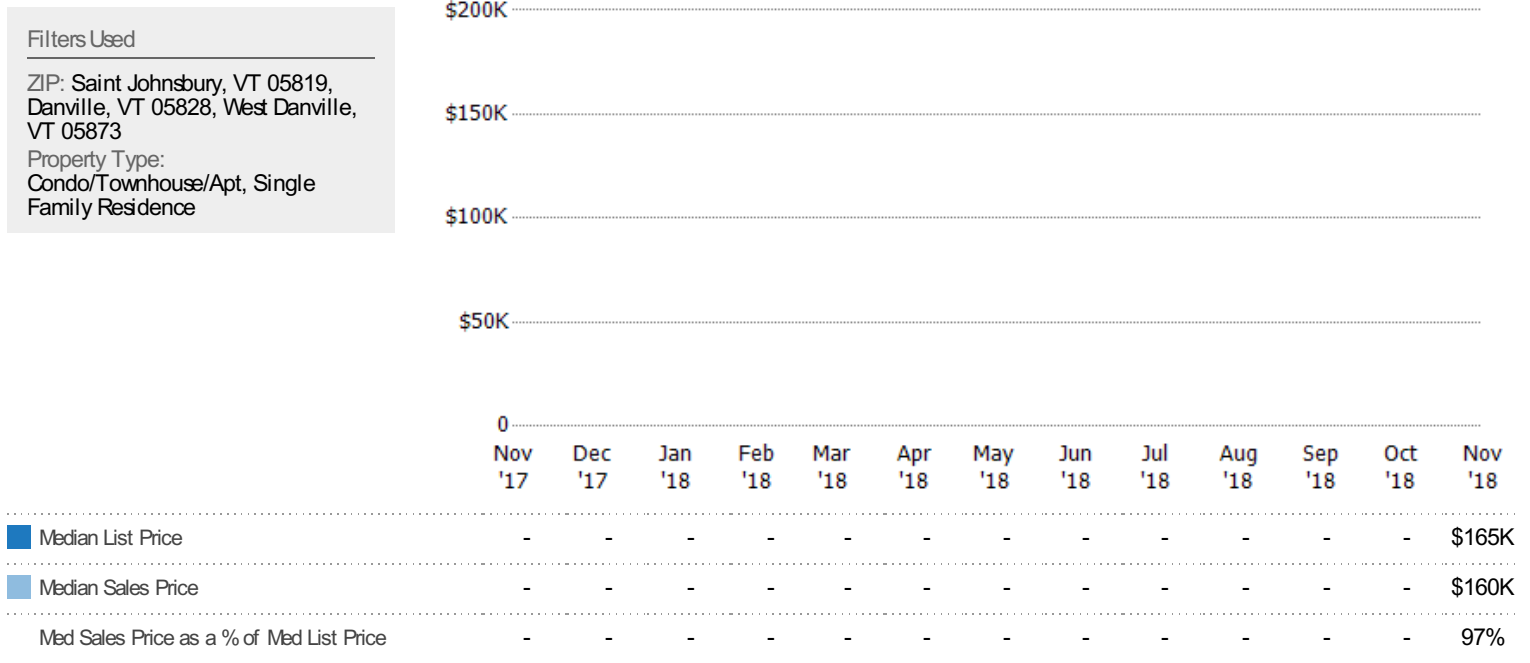 Filters Used
ZIP: Saint Johnsbury, VT 05819,
Danville, VT 05828, West Danville,
VT 05873
Property Type:
Condo/Townhouse/Apt, Single
Family Residence
$200K
$150K
$100K
$50K
0
Nov Dec Jan Feb Mar Apr May Jun Jul Aug Sep Oct Nov
'17 '17 '18 '18 '18 '18 '18 '18 '18 '18 '18 '18 '18
Median List Price - - - - - - - - - - - - $165K
Median Sales Price - - - - - - - - - - - - $160K
Med Sales Price as a % of Med List Price - - - - - - - - - - - - 97%